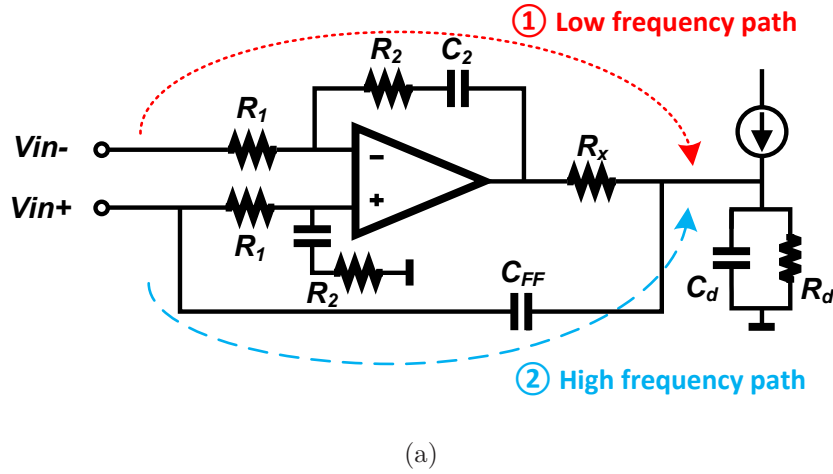 ① Low frequency path
R2 C2
R1
Vin-
Rx
Vin+
R1
R2
CFF
Cd
Rd
② High frequency path
(a)